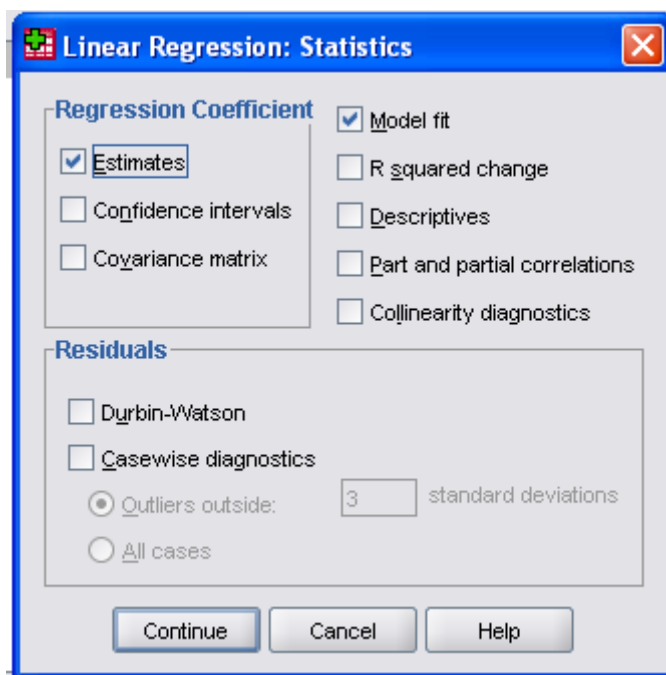 Linear Regression: Statistics
Regression Coefficient
Estimates
Confidence intervals
Covariance matrix
Model fit
R squared change
Descriptives
Part and partial correlations
Collinearity diagnostics
Residuals
Durbin-Watson
Casewise diagnostics
Outliers outside: 3 standard deviations
All cases
Continue Cancel Help